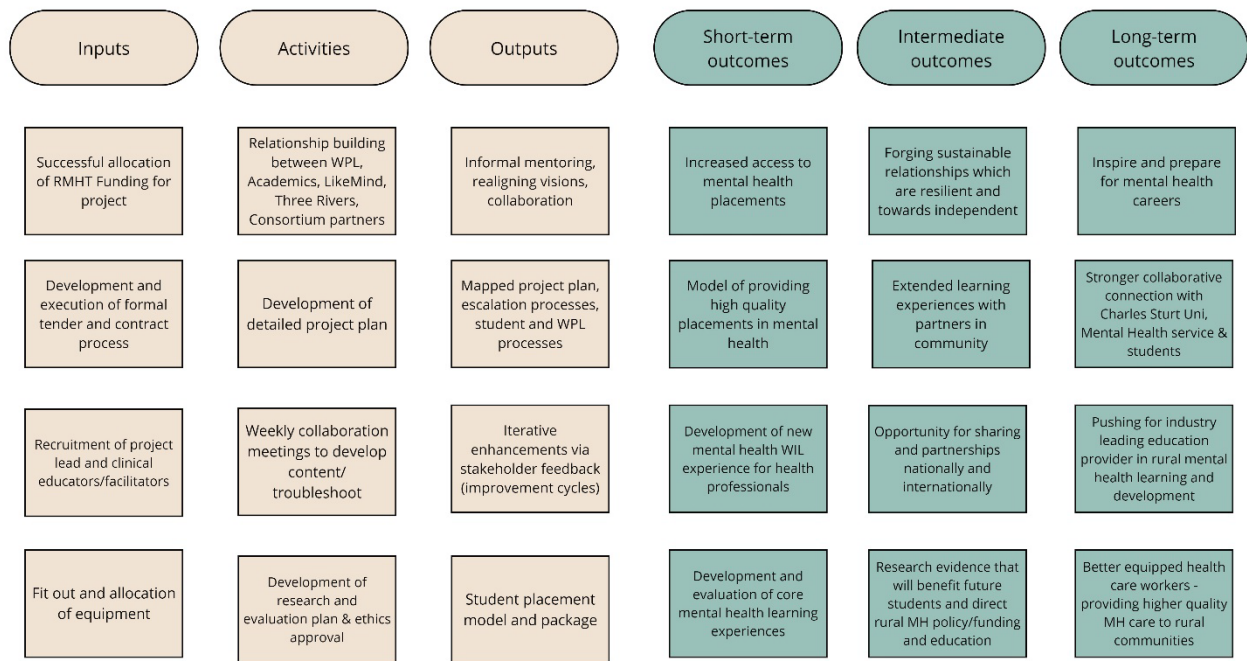 Inputs
Activities
Outputs
Short-term
outcomes
Intermediate
outcomes
Long-term
outcomes
Successful allocation
of RMHT Funding for
project
Relationship building
between WPL,
Academics, LikeMind,
Three Rivers,
Consortium partners
Informal mentoring,
realigning visions,
collaboration
Increased access to
mental health
placements
Forging sustainable
relationships which
are resilient and
towards independent
Inspire and prepare
for mental health
careers
Development and
execution of formal
tender and contract
process
Development of
detailed project plan
Mapped project plan,
escalation processes,
student and WPL
processes
Model of providing
high quality
placements in mental
health
Extended learning
experiences with
partners in
community
Stronger collaborative
connection with
Charles Sturt Uni,
Mental Health service &
students
Recruitment of project
lead and clinical
educators/facilitators
Weekly collaboration
meetings to develop
content/
troubleshoot
Iterative
enhancements via
stakeholder feedback
(improvement cycles)
Development of new
mental health WIL
experience for health
professionals
Opportunity for sharing
and partnerships
nationally and
internationally
Pushing for industry
leading education
provider in rural mental
health learning and
development
Fit out and allocation
of equipment
Development of
research and
evaluation plan & ethics
approval
Student placement
model and package
Development and
evaluation of core
mental health learning
experiences
Research evidence that
will benefit future
students and direct
rural MH policy/funding
and education
Better equipped health
care workers -
providing higher quality
MH care to rural
communities